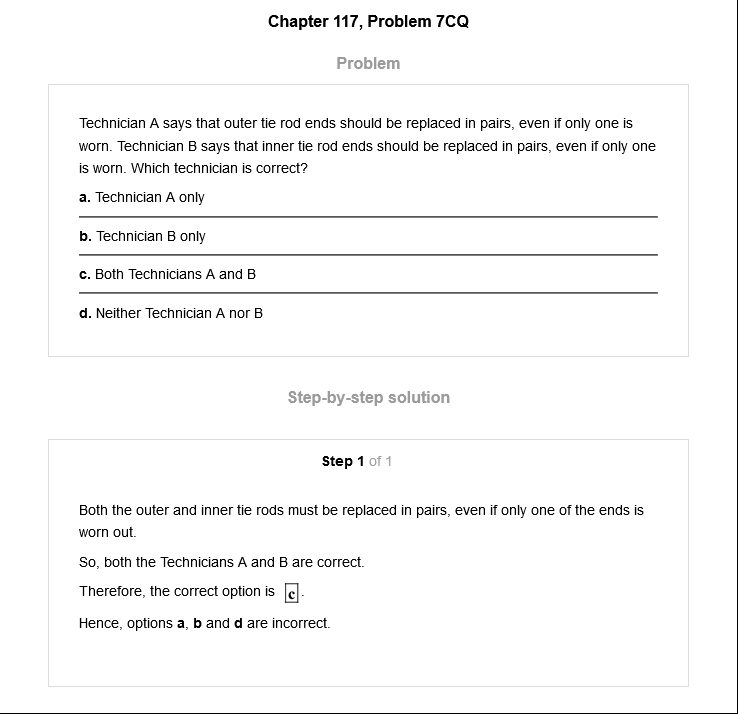 Chapter 117, Problem 7CQ
Problem
Technician A says that outer tie rod ends should be replaced in pairs, even if only one is
worn. Technician B says that inner tie rod ends should be replaced in pairs, even if only one
is worn. Which technician is correct?
a. Technician A only
b. Technician B only
c. Both Technicians A and B
d. Neither Technician A nor B
Step-by-step solution
Step 1 of 1
Both the outer and inner tie rods must be replaced in pairs, even if only one of the ends is
worn out.
So, both the Technicians A and B are correct.
Therefore, the correct option is c.
Hence, options a, b and d are incorrect.